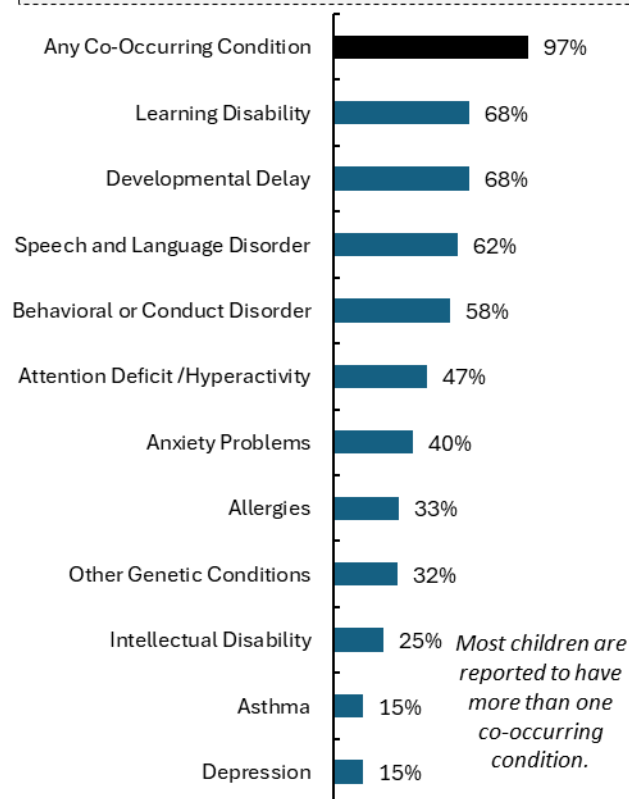 Any Co-Occurring Condition 97%
Learning Disability 68%
Developmental Delay 68%
Speech and Language Disorder 62%
Behavioral or Conduct Disorder 58%
Attention Deficit /Hyperactivity 47%
Anxiety Problems 40%
Allergies 33%
Other Genetic Conditions 32%
Intellectual Disability 25%
Asthma 15%
Depression 15%
Most children are
reported to have
more than one
co-occurring
condition.